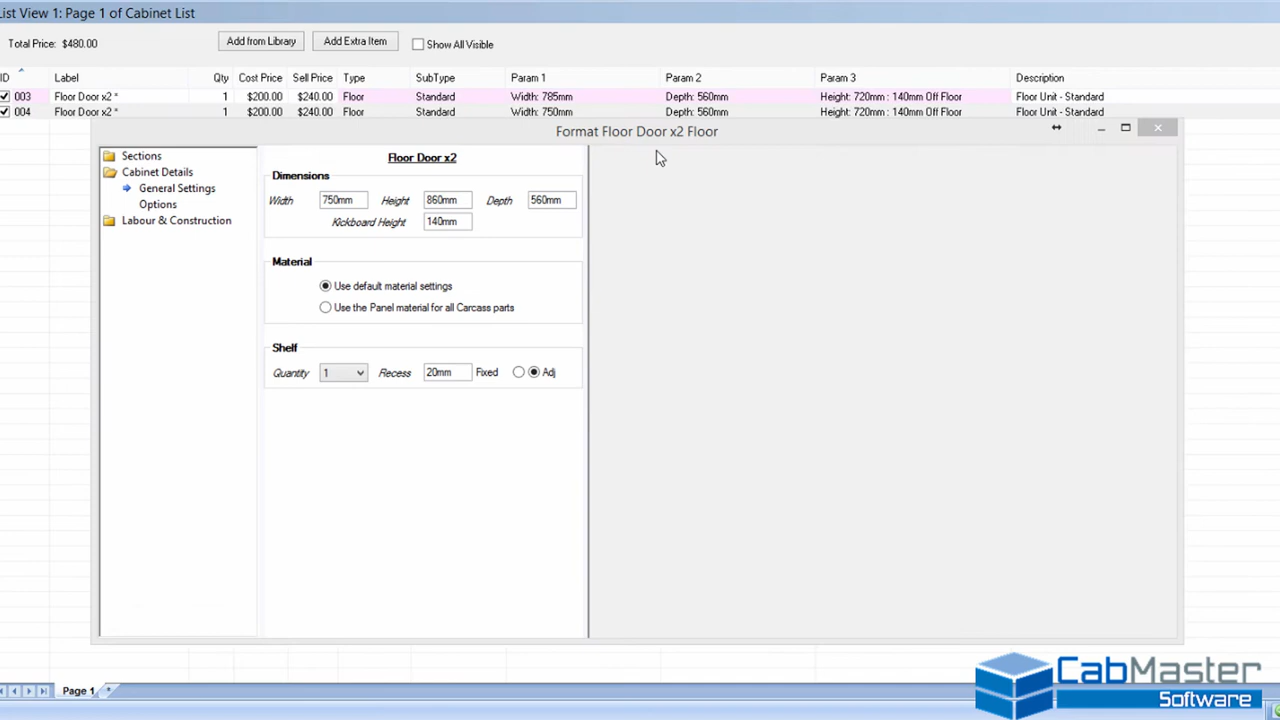 List View 1: Page 1 of Cabinet List
Total Price: $480.00 Add from Library Add Extra Item Show All Visible
ID Label Qty Cost Price Sell Price Type SubType Param 1 Param 2 Param 3 Description
003 Floor Door x2 * 1 $200.00 $240.00 Floor Standard Width: 785mm Depth: 560mm Height: 720mm : 140mm Off Floor Floor Unit - Standard
004 Floor Door x2 * 1 $200.00 $240.00 Floor Standard Width: 750mm Depth: 560mm Height: 720mm : 140mm Off Floor Floor Unit - Standard
Format Floor Door x2 Floor
Sections
Cabinet Details
General Settings
Options
Labour & Construction
Floor Door x2
Dimensions
Width 750mm Height 860mm Depth 560mm
Kickboard Height 140mm
Material
Use default material settings
Use the Panel material for all Carcass parts
Shelf
Quantity 1 Recess 20mm Fixed Adj
Page 1
CabMaster
Software